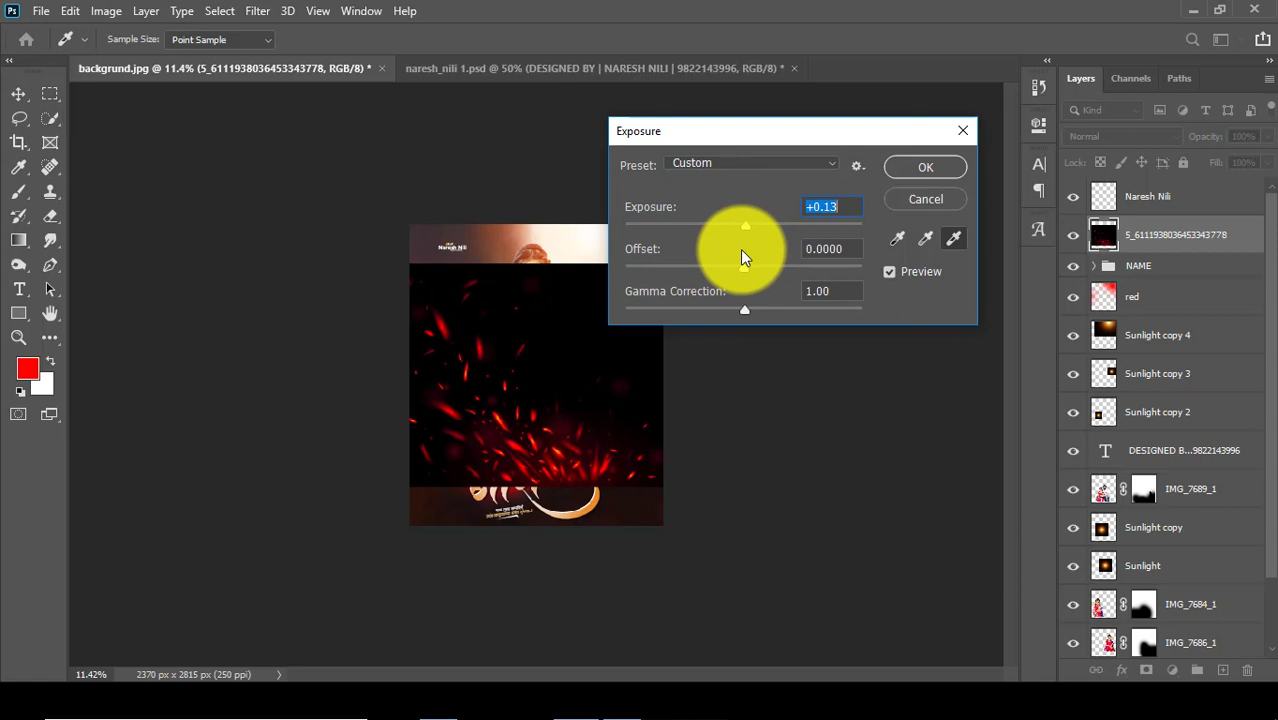 Ps File Edit Image Layer Type Select Filter 3D View Window Help
Sample Size: Point Sample
backgrund.jpg @ 11.4% (5_6111938036453343778, RGB/8) * naresh_nili 1.psd @ 50% (DESIGNED BY | NARESH NILI | 9822143996, RGB/8) *
Layers Channels Paths
Kind
Normal Opacity: 100%
Lock: Fill: 100%
Exposure
Preset: Custom OK
Exposure: +0.13 Cancel
Offset: 0.0000
Preview
Gamma Correction: 1.00
Naresh Nili
Naresh Nili
5_6111938036453343778
NAME
red
Sunlight copy 4
Sunlight copy 3
Sunlight copy 2
T DESIGNED B...9822143996
IMG_7689_1
Sunlight copy
Sunlight
IMG_7684_1
IMG_7686_1
11.42% 2370 px x 2815 px (250 ppi)